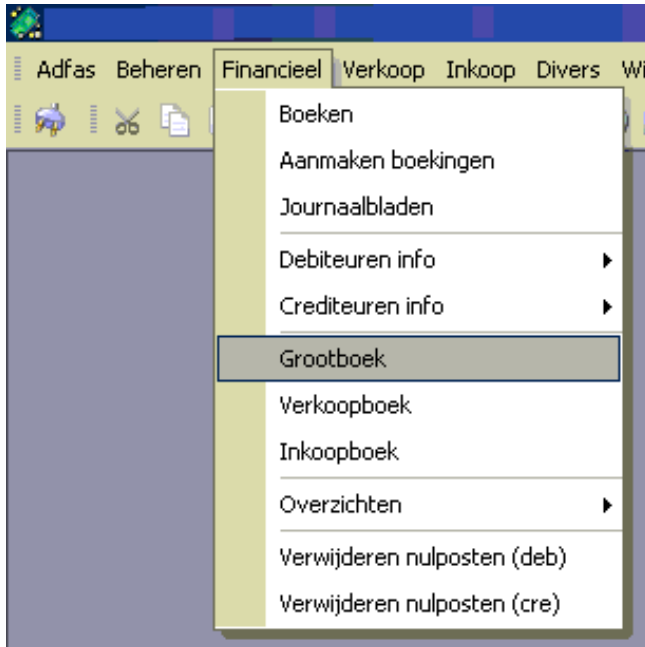 Adfas Beheren Financieel Verkoop Inkoop Divers
Boeken
Aanmaken boekingen
Journaalbladen
Debiteuren info
Crediteuren info
Grootboek
Verkoopboek
Inkoopboek
Overzichten
Verwijderen nulposten (deb)
Verwijderen nulposten (cre)